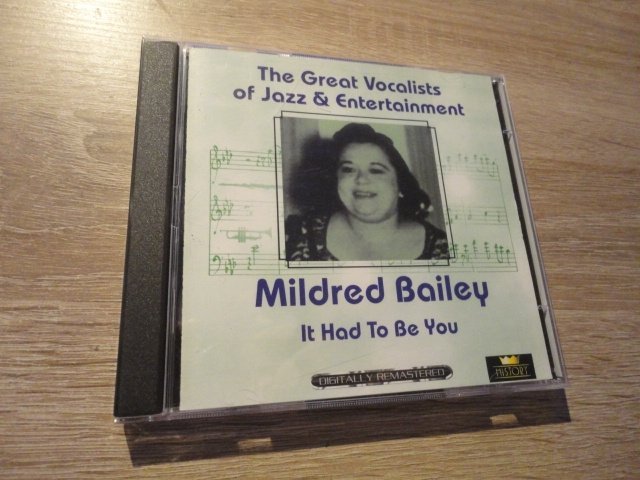 The Great Vocalists
of Jazz & Entertainment
Mildred Bailey
It Had To Be You
DIGITALLY REMASTERED
HISTORY